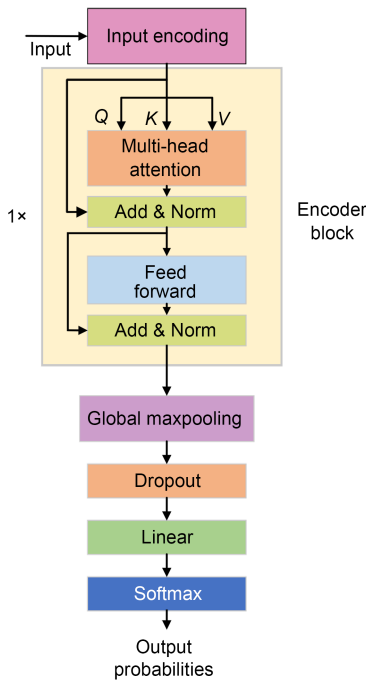 Input encoding
Input
Q K V
Multi-head
attention
Add & Norm
1×
Encoder
block
Feed
forward
Add & Norm
Global maxpooling
Dropout
Linear
Softmax
Output
probabilities